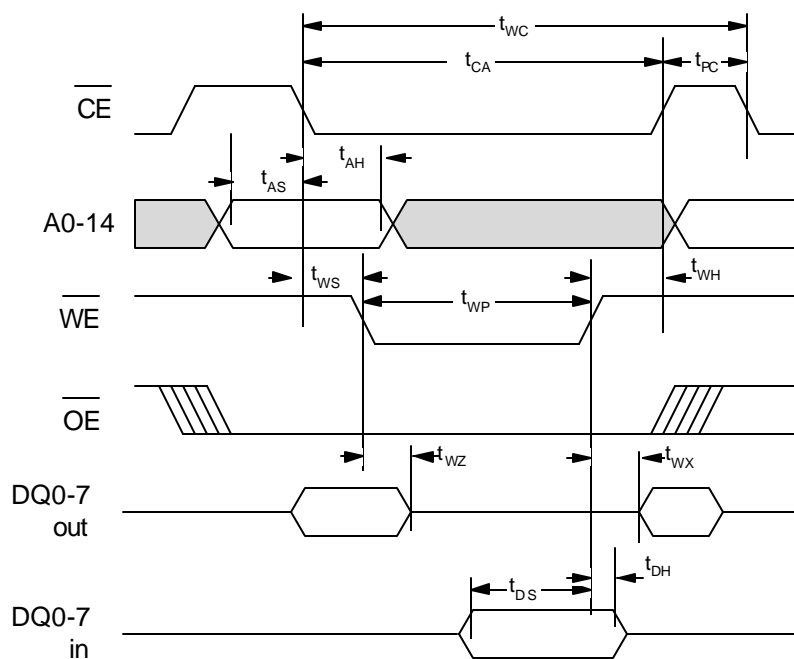 tWC
tCA
tPC
CE
tAH
tAS
A0-14
tWS
tWH
tWP
WE
OE
tWZ
tWX
DQ0-7
out
tDS
tDH
DQ0-7
in